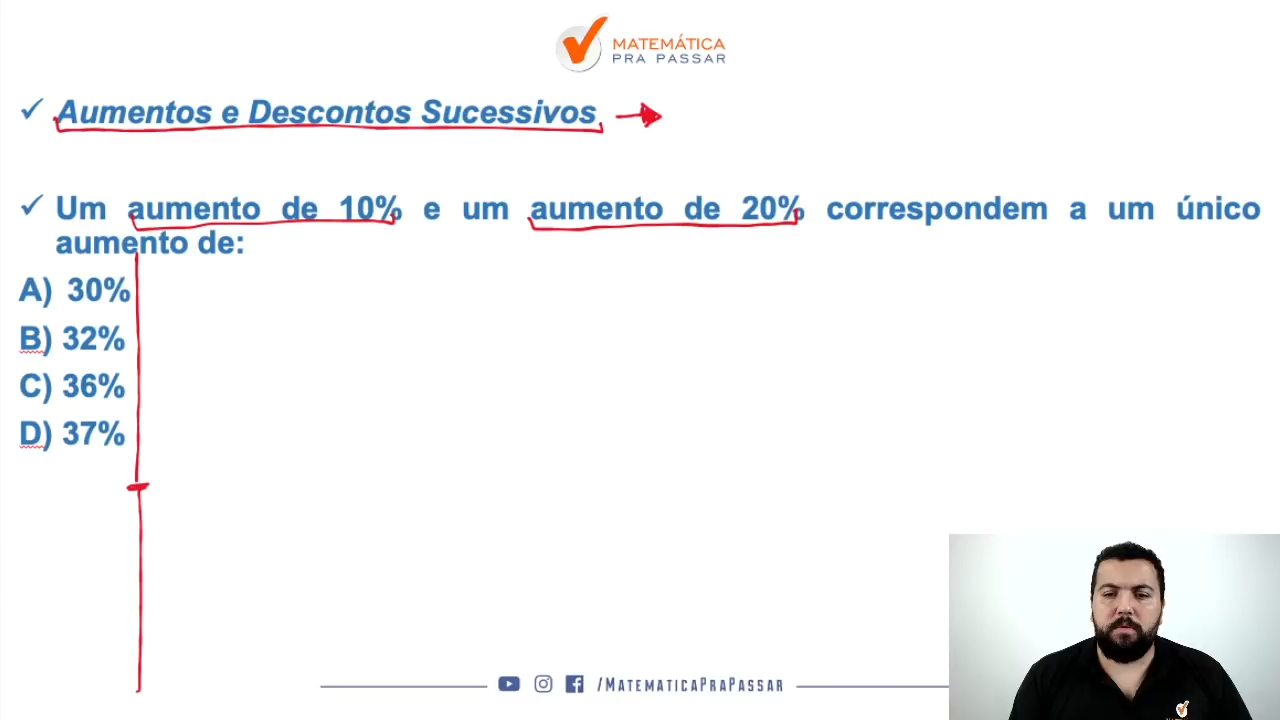 MATEMÁTICA
PRA PASSAR
✓ Aumentos e Descontos Sucessivos
✓ Um aumento de 10% e um aumento de 20% correspondem a um único
aumento de:
A) 30%
B) 32%
C) 36%
D) 37%
/MATEMATICAPRAPASSAR